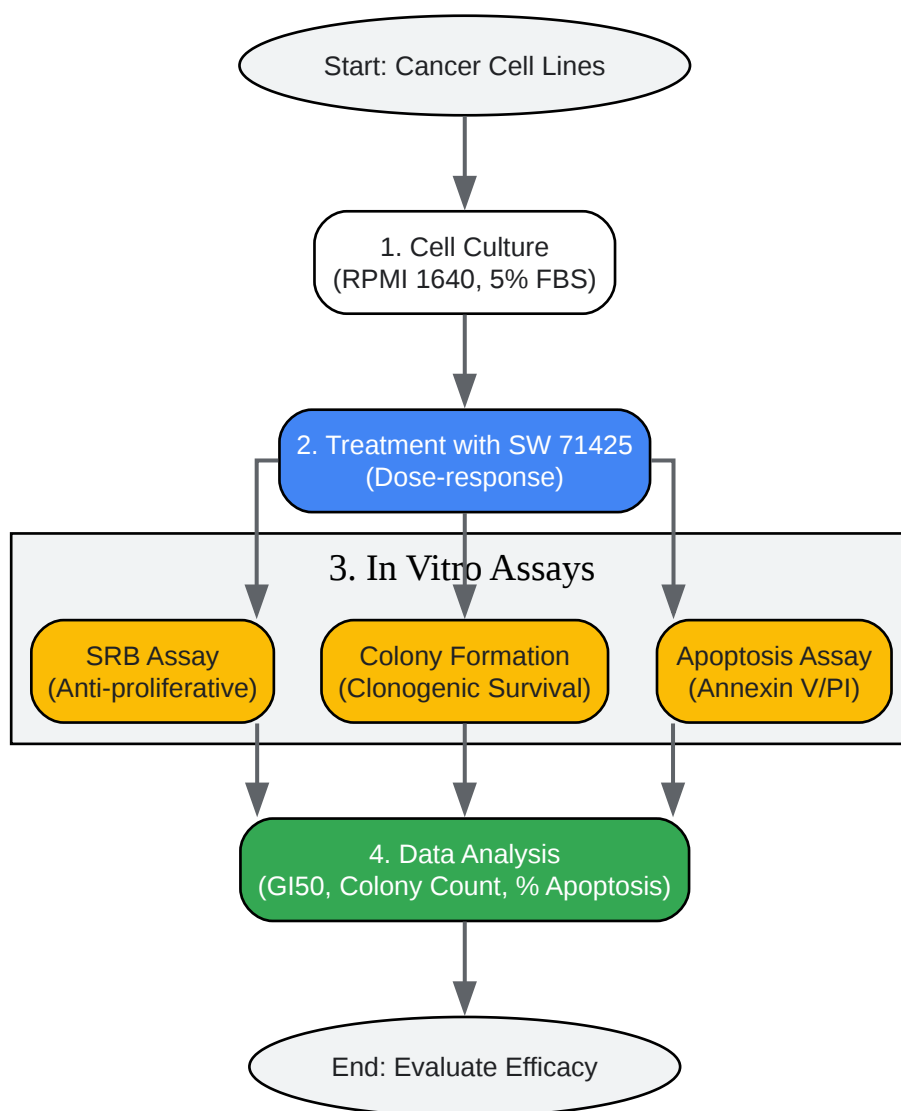 Start: Cancer Cell Lines
1. Cell Culture
(RPMI 1640, 5% FBS)
2. Treatment with SW 71425
(Dose-response)
3. In Vitro Assays
SRB Assay
(Anti-proliferative)
Colony Formation
(Clonogenic Survival)
Apoptosis Assay
(Annexin V/PI)
4. Data Analysis
(GI50, Colony Count, % Apoptosis)
End: Evaluate Efficacy